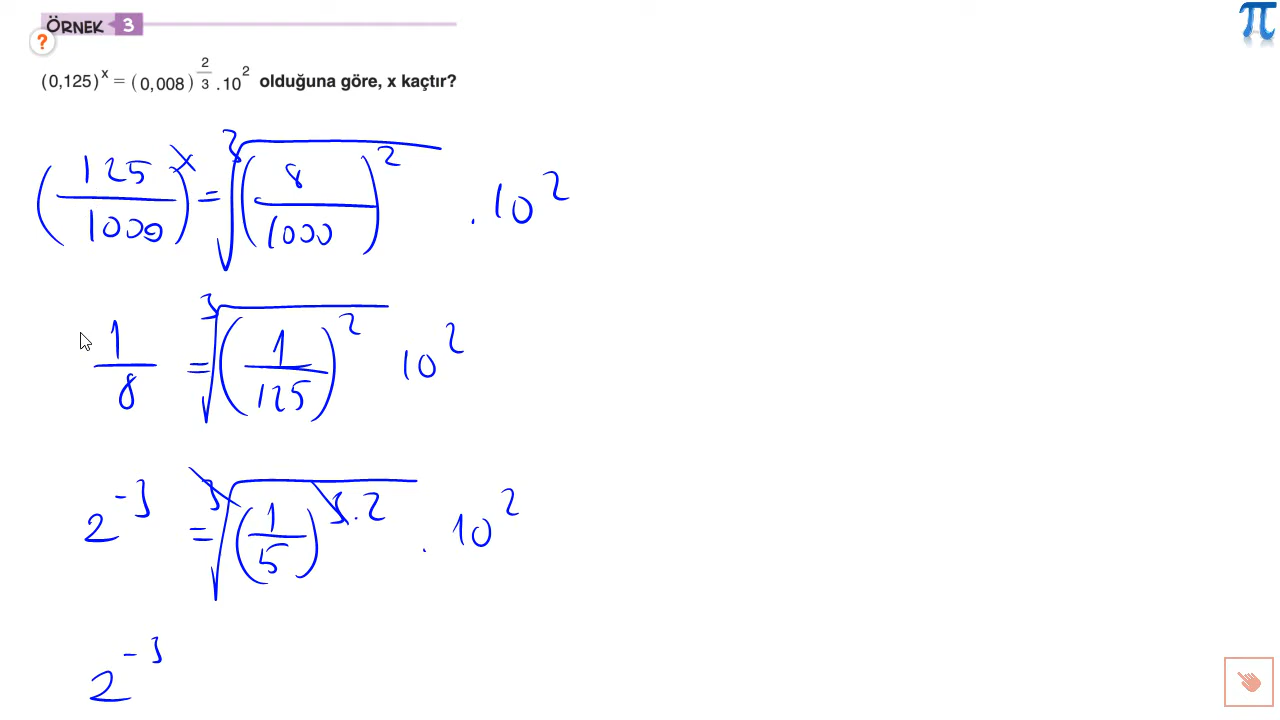 ÖRNEK 3
?
π
(0,125)^x = (0,008)^(2/3) .10^2 olduğuna göre, x kaçtır?
(125/1000)^x = ∛(8/1000)^2 . 10^2
1/8 = ∛(1/125)^2 10^2
2^-3 = ∛(1/5)^3.2 . 10^2
2^-3